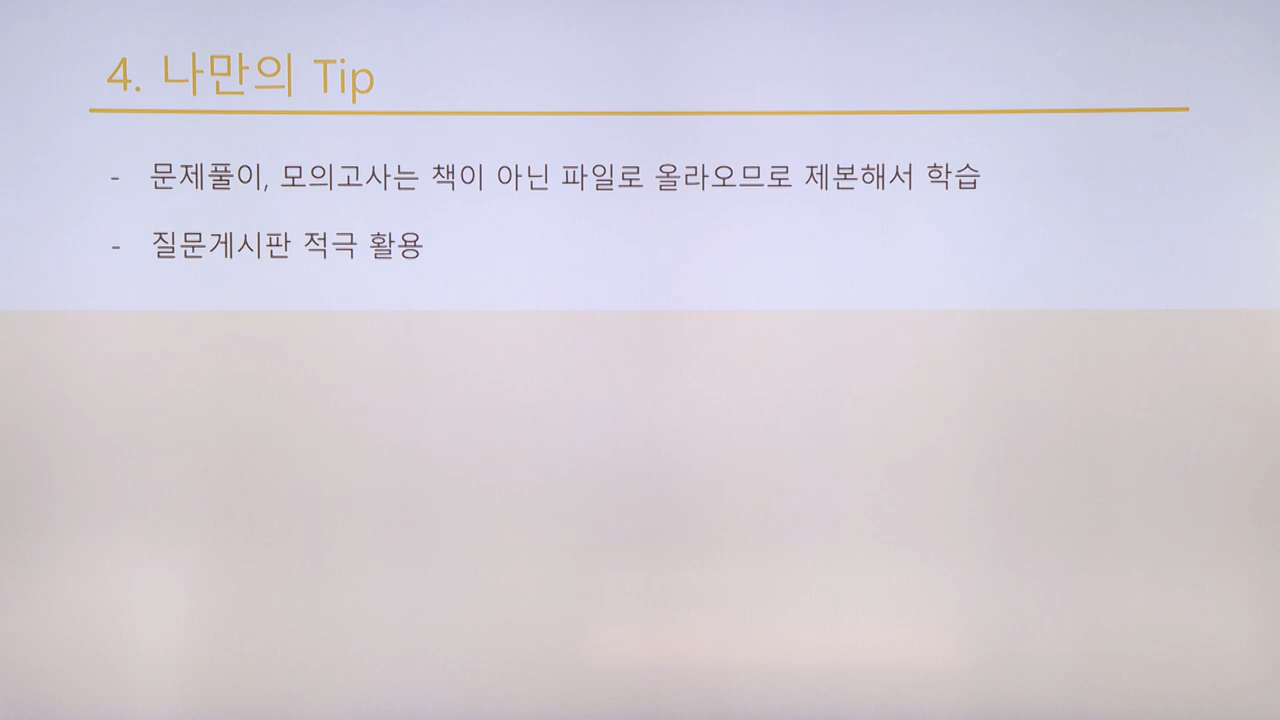 4. 나만의 Tip
- 문제풀이, 모의고사는 책이 아닌 파일로 올라오므로 제본해서 학습
- 질문게시판 적극 활용